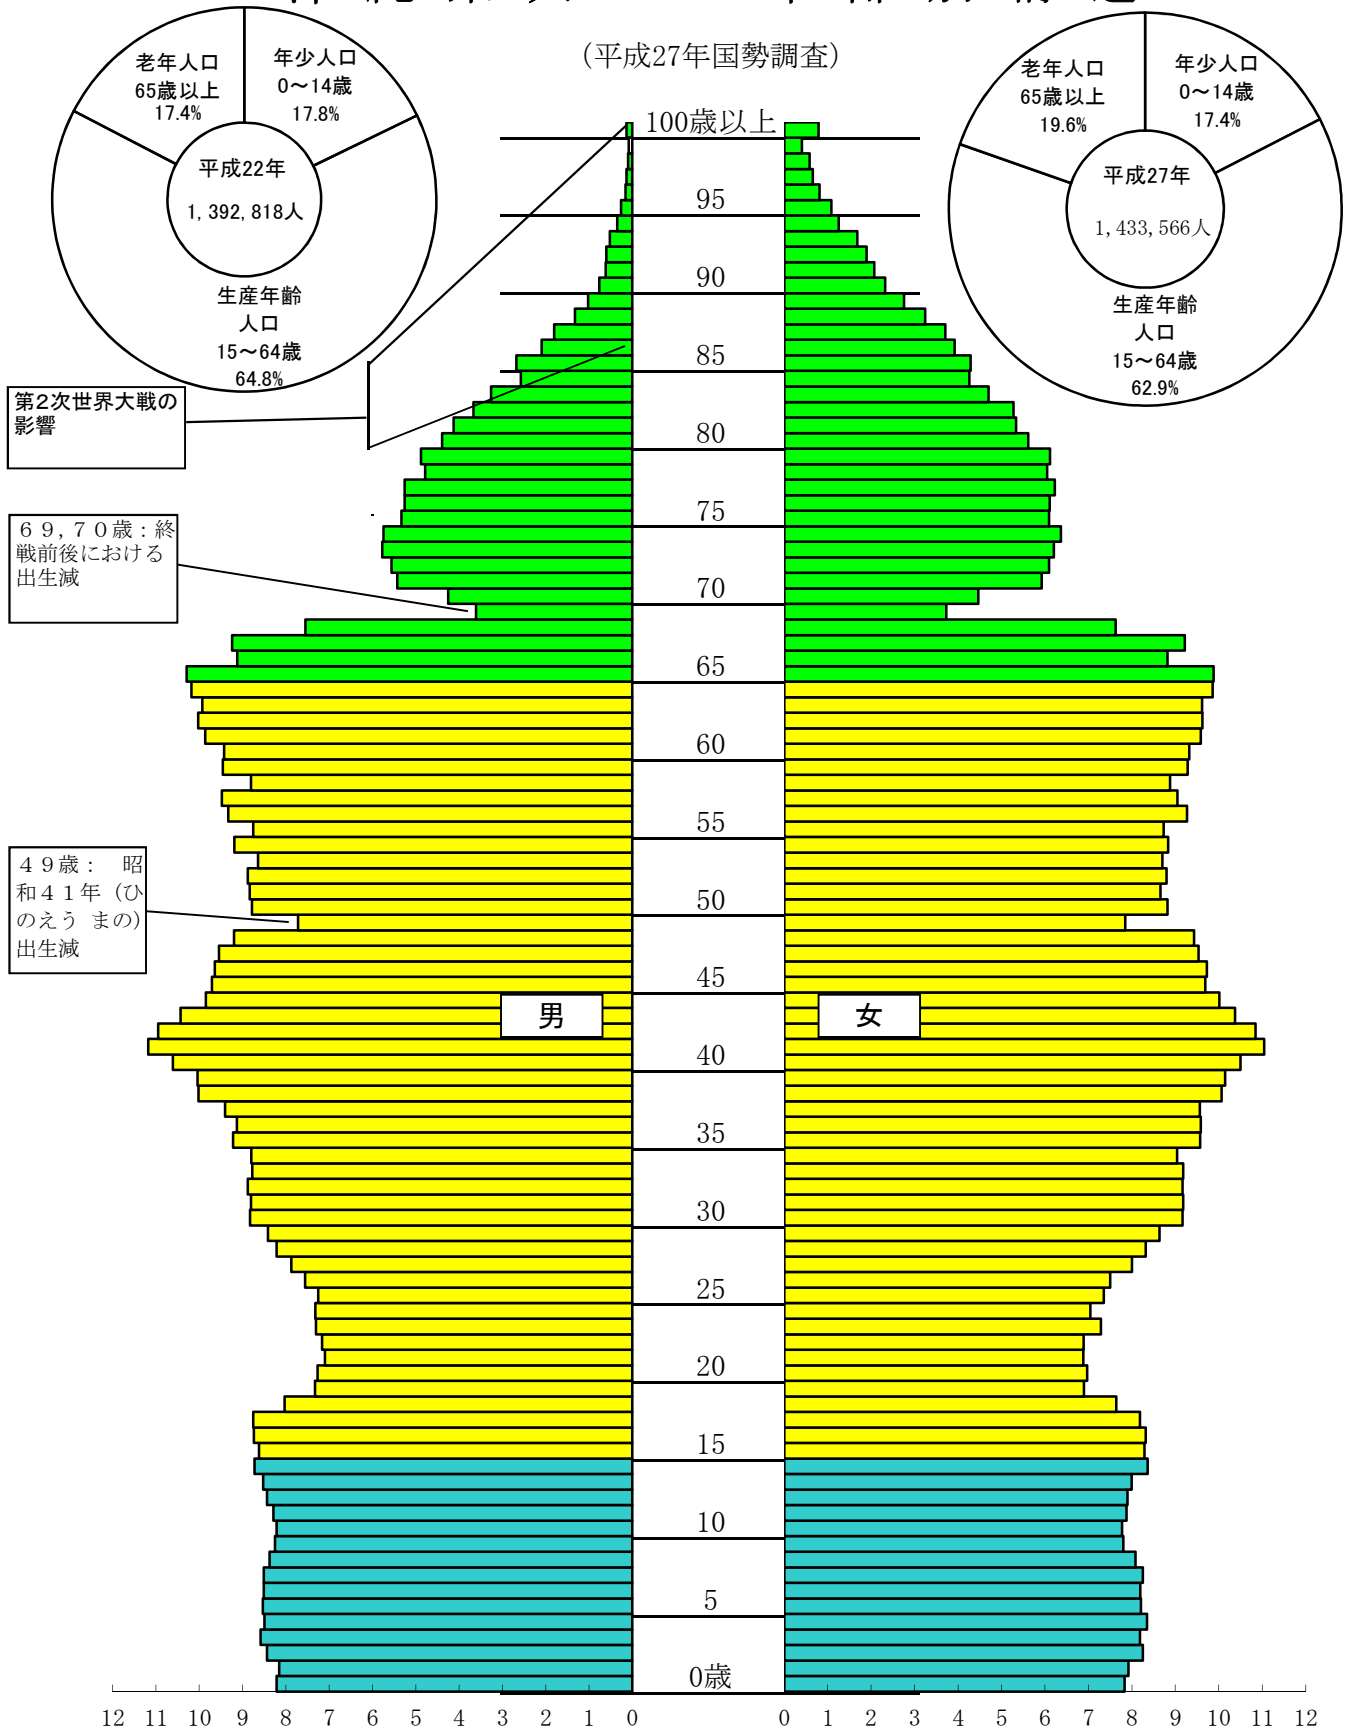 (平成27年国勢調査)
老年人口
65歳以上
17.4%
年少人口
0～14歳
17.8%
平成22年
1,392,818人
生産年齢
人口
15～64歳
64.8%
老年人口
65歳以上
19.6%
年少人口
0～14歳
17.4%
平成27年
1,433,566人
生産年齢
人口
15～64歳
62.9%
第2次世界大戦の
影響
６９,７０歳：終
戦前後における
出生減
４９歳：　昭
和４１年（ひ
のえう まの）
出生減
100歳以上
95
90
85
80
75
70
65
60
55
50
45
男
女
40
35
30
25
20
15
10
5
0歳
12 11 10 9 8 7 6 5 4 3 2 1 0
0 1 2 3 4 5 6 7 8 9 10 11 12